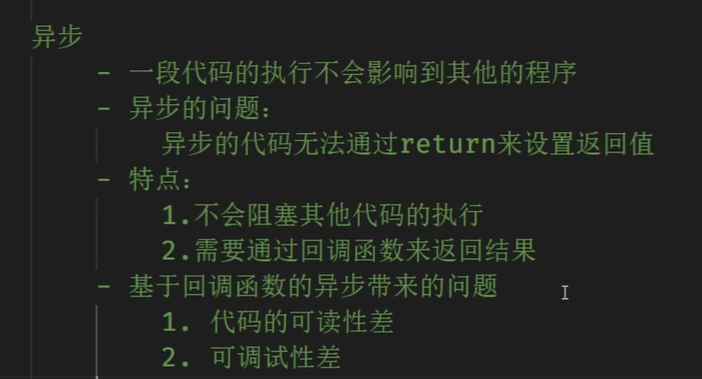 异步
- 一段代码的执行不会影响到其他的程序
- 异步的问题:
异步的代码无法通过return来设置返回值
- 特点:
1.不会阻塞其他代码的执行
2.需要通过回调函数来返回结果
- 基于回调函数的异步带来的问题
1. 代码的可读性差
2. 可调试性差